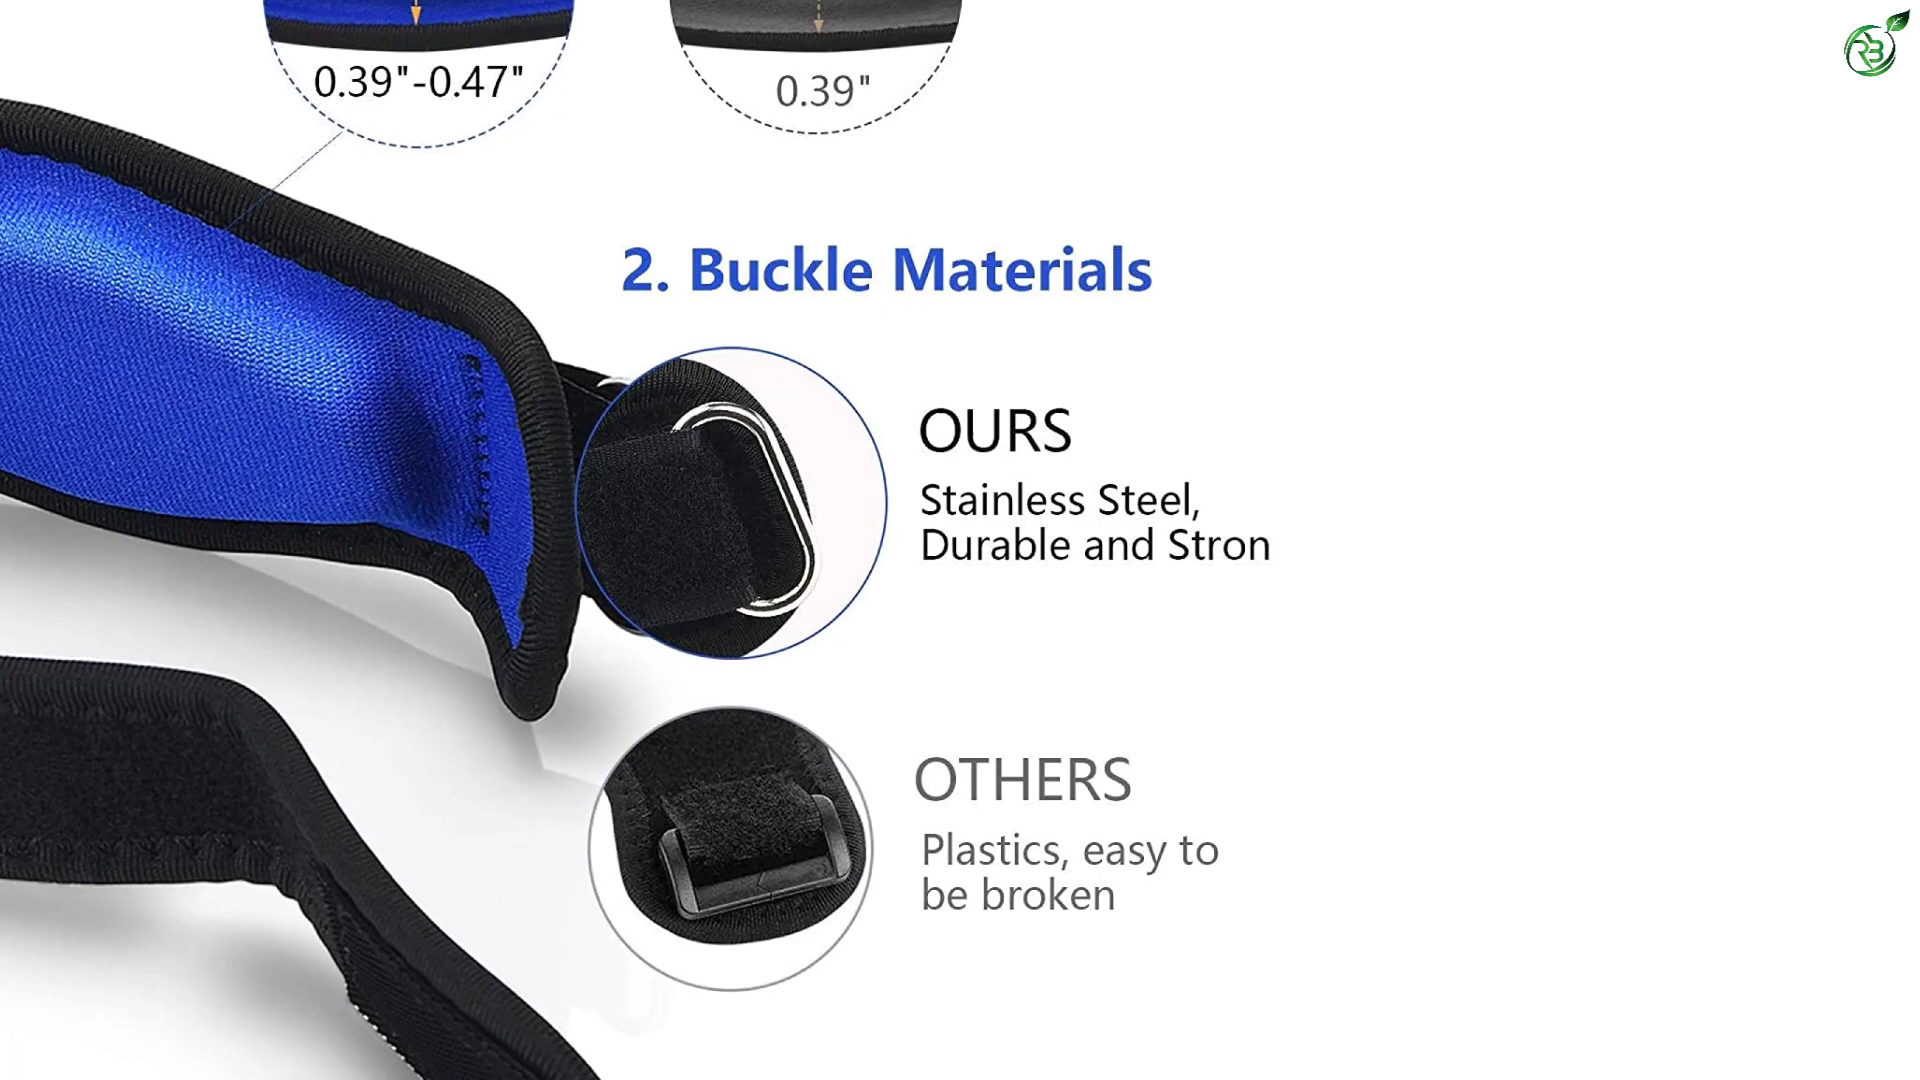 0.39"-0.47"
0.39"
RB
2. Buckle Materials
OURS
Stainless Steel,
Durable and Stron
OTHERS
Plastics, easy to
be broken